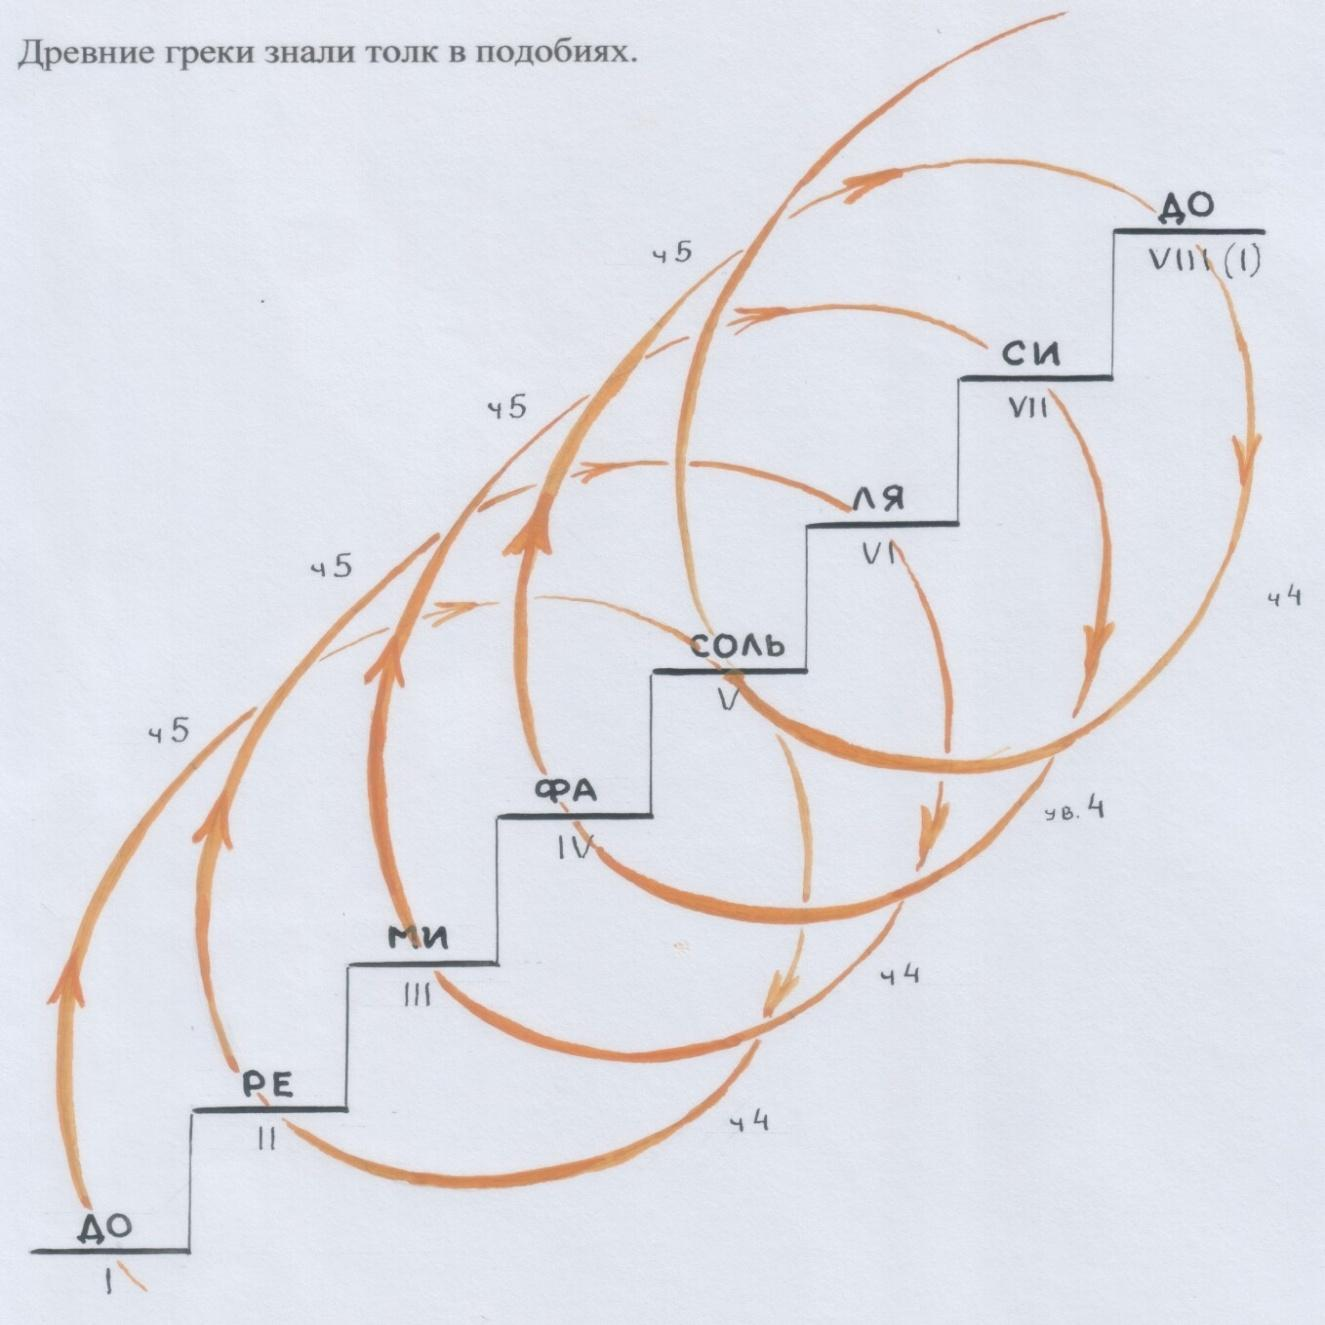 Древние греки знали толк в подобиях.
ДО
VIII (I)
ч5
СИ
VII
ч5
ЛЯ
VI
ч5
ч4
СОЛЬ
V
ч5
ФА
IV
ув. 4
МИ
III
ч4
РЕ
II
ч4
ДО
I